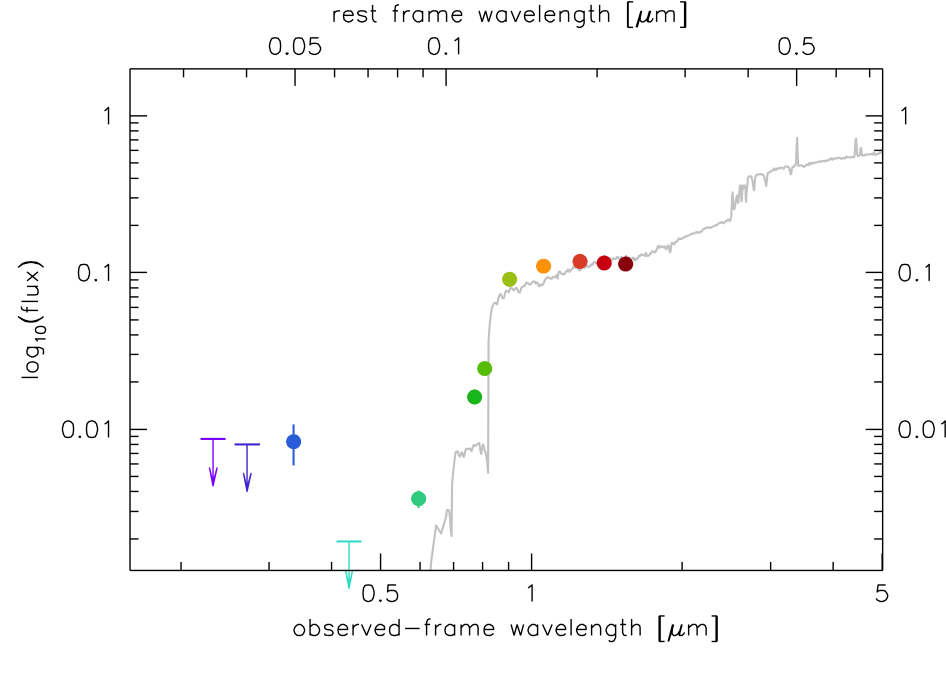 rest frame wavelength [μm]
0.05 0.1 0.5
1 1
0.1 0.1
log10(flux)
0.01 0.01
0.5 1 5
observed-frame wavelength [μm]